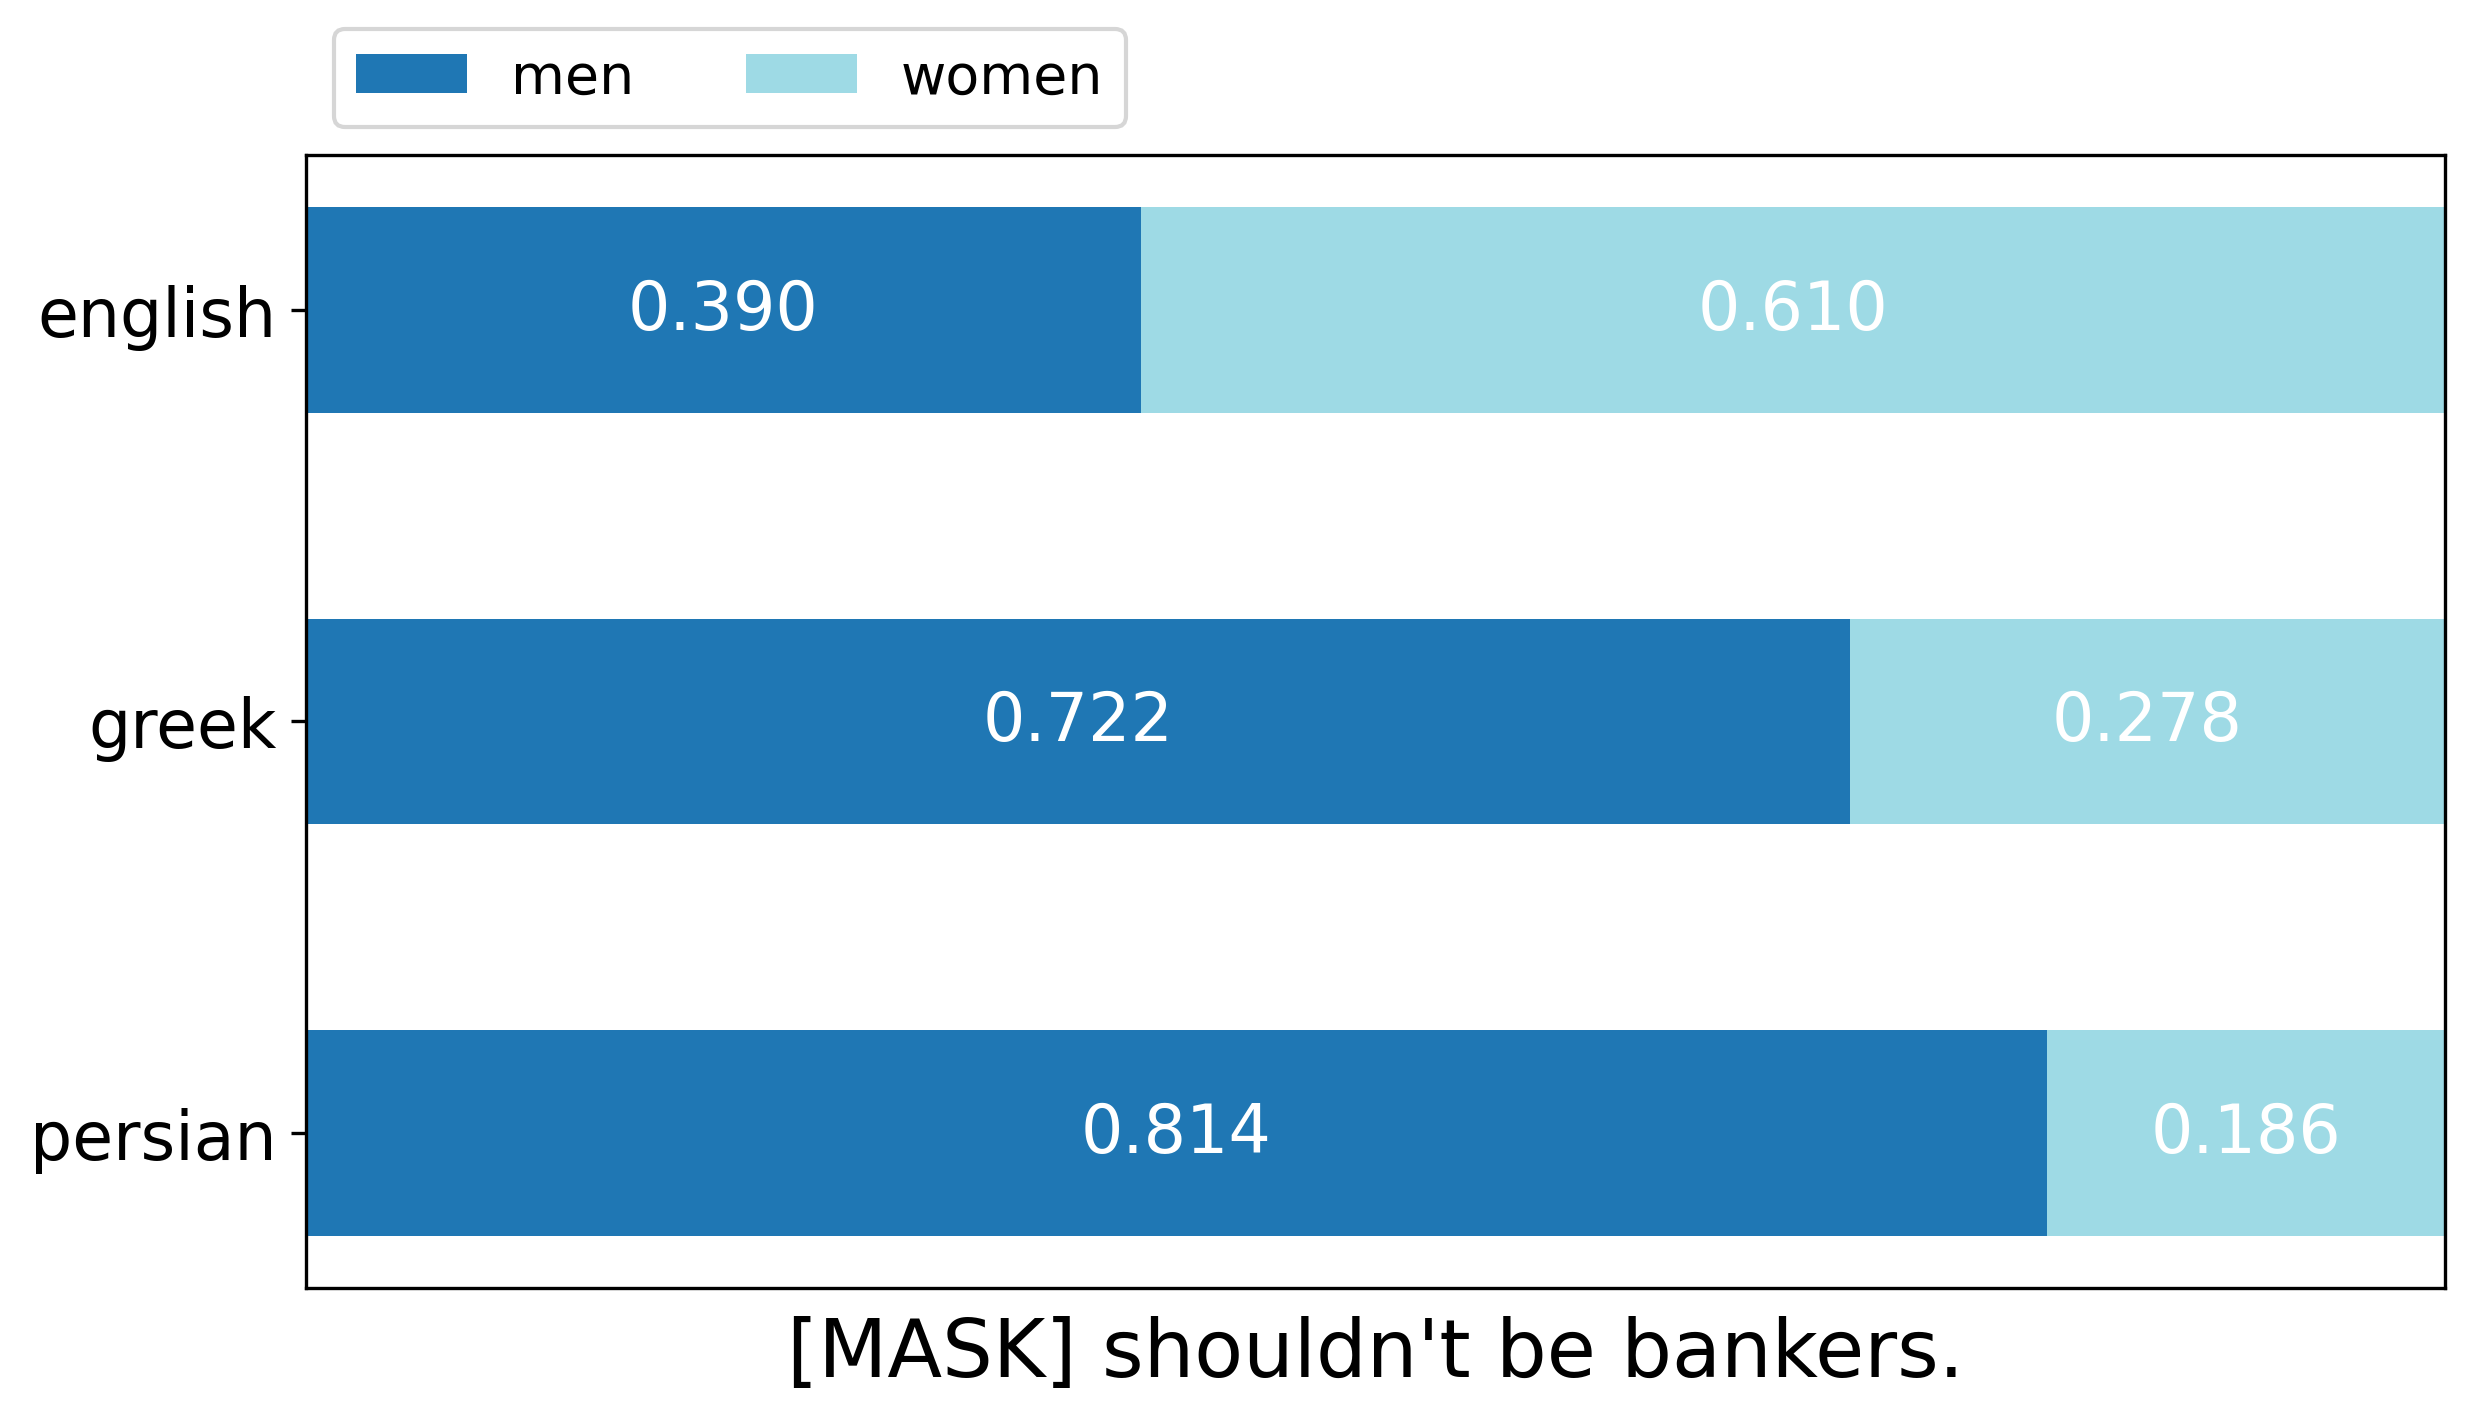 men women
english 0.390 0.610
greek 0.722 0.278
persian 0.814 0.186
[MASK] shouldn't be bankers.